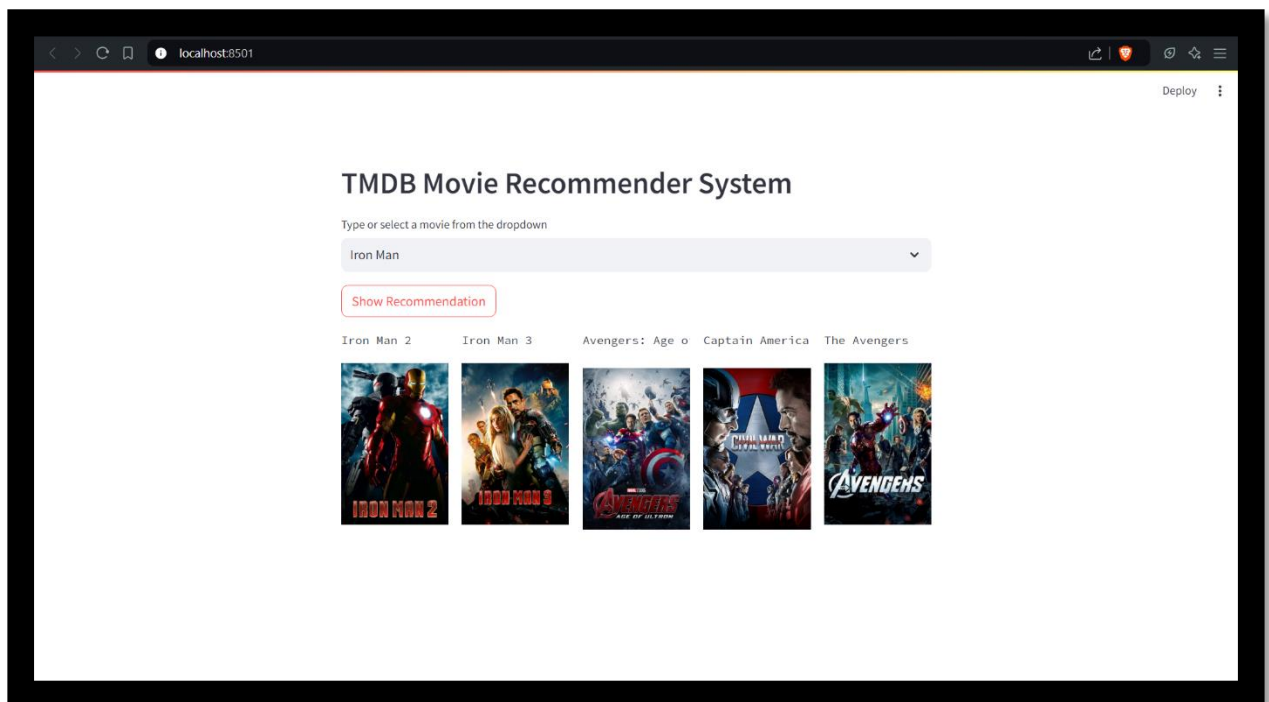 localhost:8501
Deploy
TMDB Movie Recommender System
Type or select a movie from the dropdown
Iron Man
Show Recommendation
Iron Man 2 Iron Man 3 Avengers: Age o Captain America The Avengers
IRON MAN 2 IRON MAN 3 MARVEL AVENGERS AGE OF ULTRON CIVIL WAR AVENGERS